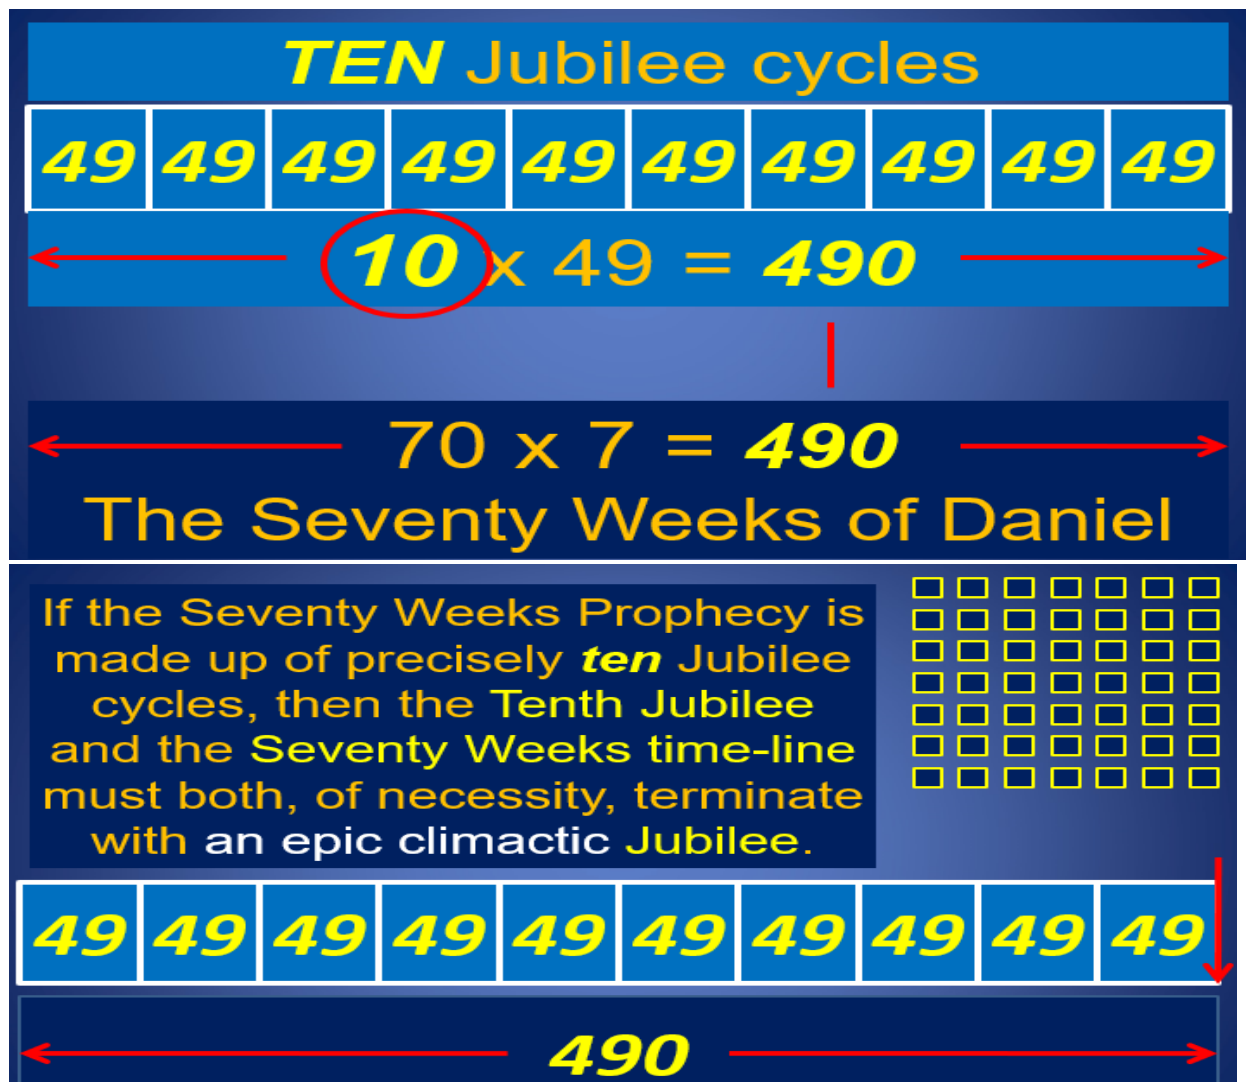 TEN Jubilee cycles
49 49 49 49 49 49 49 49 49 49
10 x 49 = 490
70 x 7 = 490
The Seventy Weeks of Daniel
If the Seventy Weeks Prophecy is
made up of precisely ten Jubilee
cycles, then the Tenth Jubilee
and the Seventy Weeks time-line
must both, of necessity, terminate
with an epic climactic Jubilee.
49 49 49 49 49 49 49 49 49 49
490